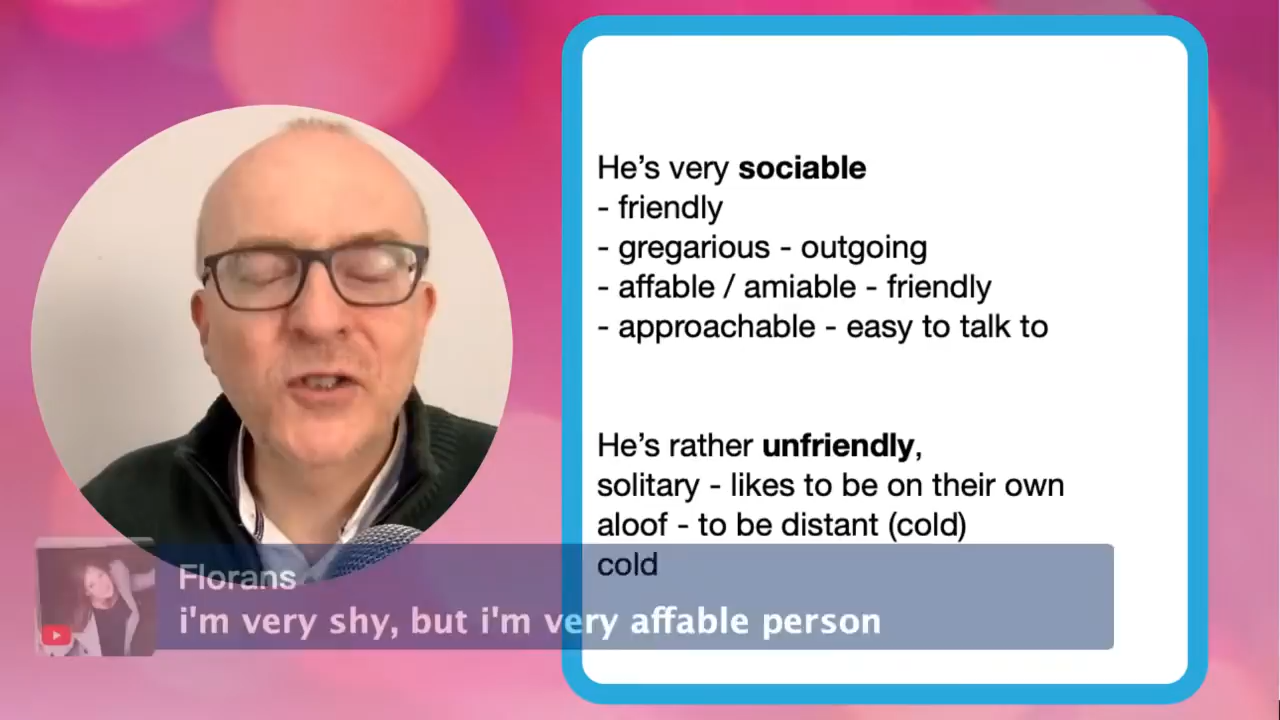 He’s very sociable
- friendly
- gregarious - outgoing
- affable / amiable - friendly
- approachable - easy to talk to
He’s rather unfriendly,
solitary - likes to be on their own
aloof - to be distant (cold)
cold
Florans
i'm very shy, but i'm very affable person